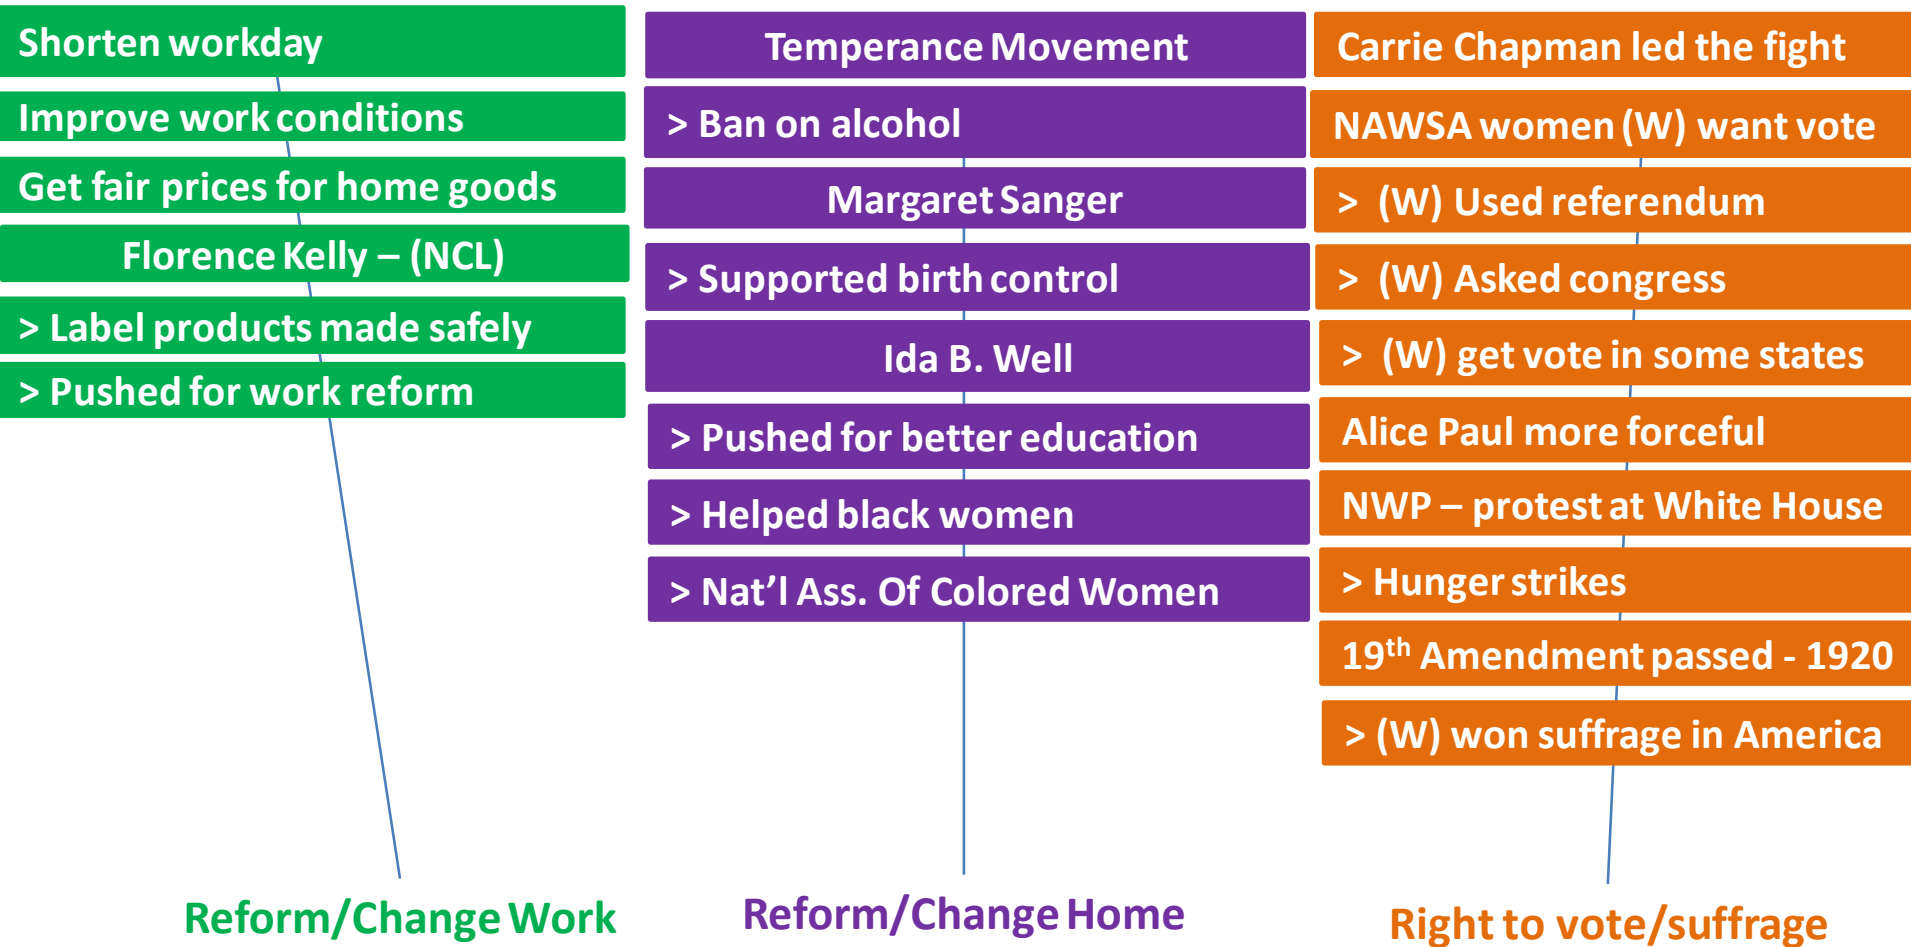 Shorten workday
Improve work conditions
Get fair prices for home goods
Florence Kelly – (NCL)
> Label products made safely
> Pushed for work reform
Reform/Change Work
Temperance Movement
> Ban on alcohol
Margaret Sanger
> Supported birth control
Ida B. Well
> Pushed for better education
> Helped black women
> Nat’l Ass. Of Colored Women
Reform/Change Home
Carrie Chapman led the fight
NAWSA women (W) want vote
> (W) Used referendum
> (W) Asked congress
> (W) get vote in some states
Alice Paul more forceful
NWP – protest at White House
> Hunger strikes
19th Amendment passed - 1920
> (W) won suffrage in America
Right to vote/suffrage